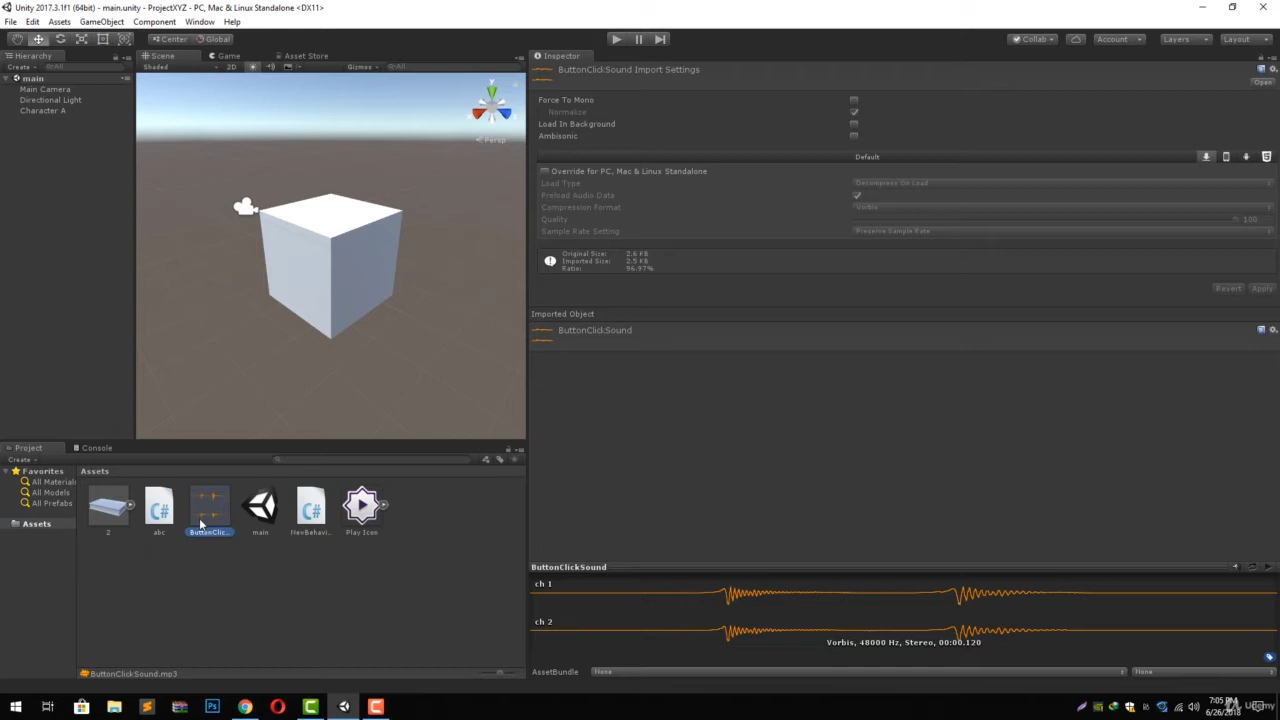 Unity 2017.3.1f1 (64bit) - main.unity - ProjectXYZ - PC, Mac & Linux Standalone <DX11>
File Edit Assets GameObject Component Window Help
Center Global
Collab Account Layers Layout
Hierarchy
Scene Game Asset Store
Inspector
Create All
Shaded 2D Gizmos All
ButtonClickSound Import Settings
Open
main
Main Camera
Directional Light
Character A
y
Persp
Force To Mono
Normalize
Load In Background
Ambisonic
Default
Override for PC, Mac & Linux Standalone
Load Type Decompress On Load
Preload Audio Data
Compression Format Vorbis
Quality 100
Sample Rate Setting Preserve Sample Rate
Original Size: 2.6 KB
Imported Size: 2.5 KB
Ratio: 96.97%
Revert Apply
Imported Object
ButtonClickSound
Project Console
Create
Favorites
All Material
All Models
All Prefabs
Assets
Assets
2 abc ButtonClic... main NewBehavi... Play Icon
ButtonClickSound.mp3
ButtonClickSound
ch 1
ch 2
Vorbis, 48000 Hz, Stereo, 00:00.120
AssetBundle None None
7:05 PM
6/26/2018
Udemy